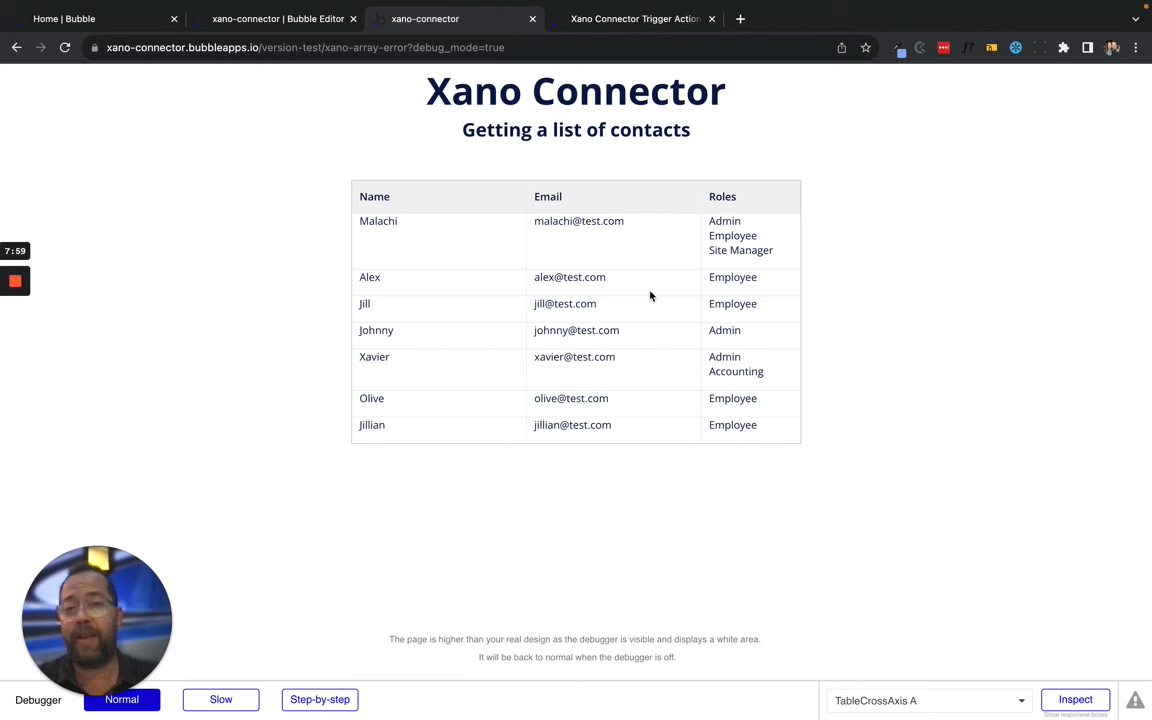 Home | Bubble
xano-connector | Bubble Editor
xano-connector
Xano Connector Trigger Action
xano-connector.bubbleapps.io/version-test/xano-array-error?debug_mode=true
Xano Connector
Getting a list of contacts
Name Email Roles
Malachi malachi@test.com Admin
Employee
Site Manager
Alex alex@test.com Employee
Jill jill@test.com Employee
Johnny johnny@test.com Admin
Xavier xavier@test.com Admin
Accounting
Olive olive@test.com Employee
Jillian jillian@test.com Employee
7:59
The page is higher than your real design as the debugger is visible and displays a white area.
It will be back to normal when the debugger is off.
Debugger Normal Slow Step-by-step TableCrossAxis A Inspect
Show responsive boxes